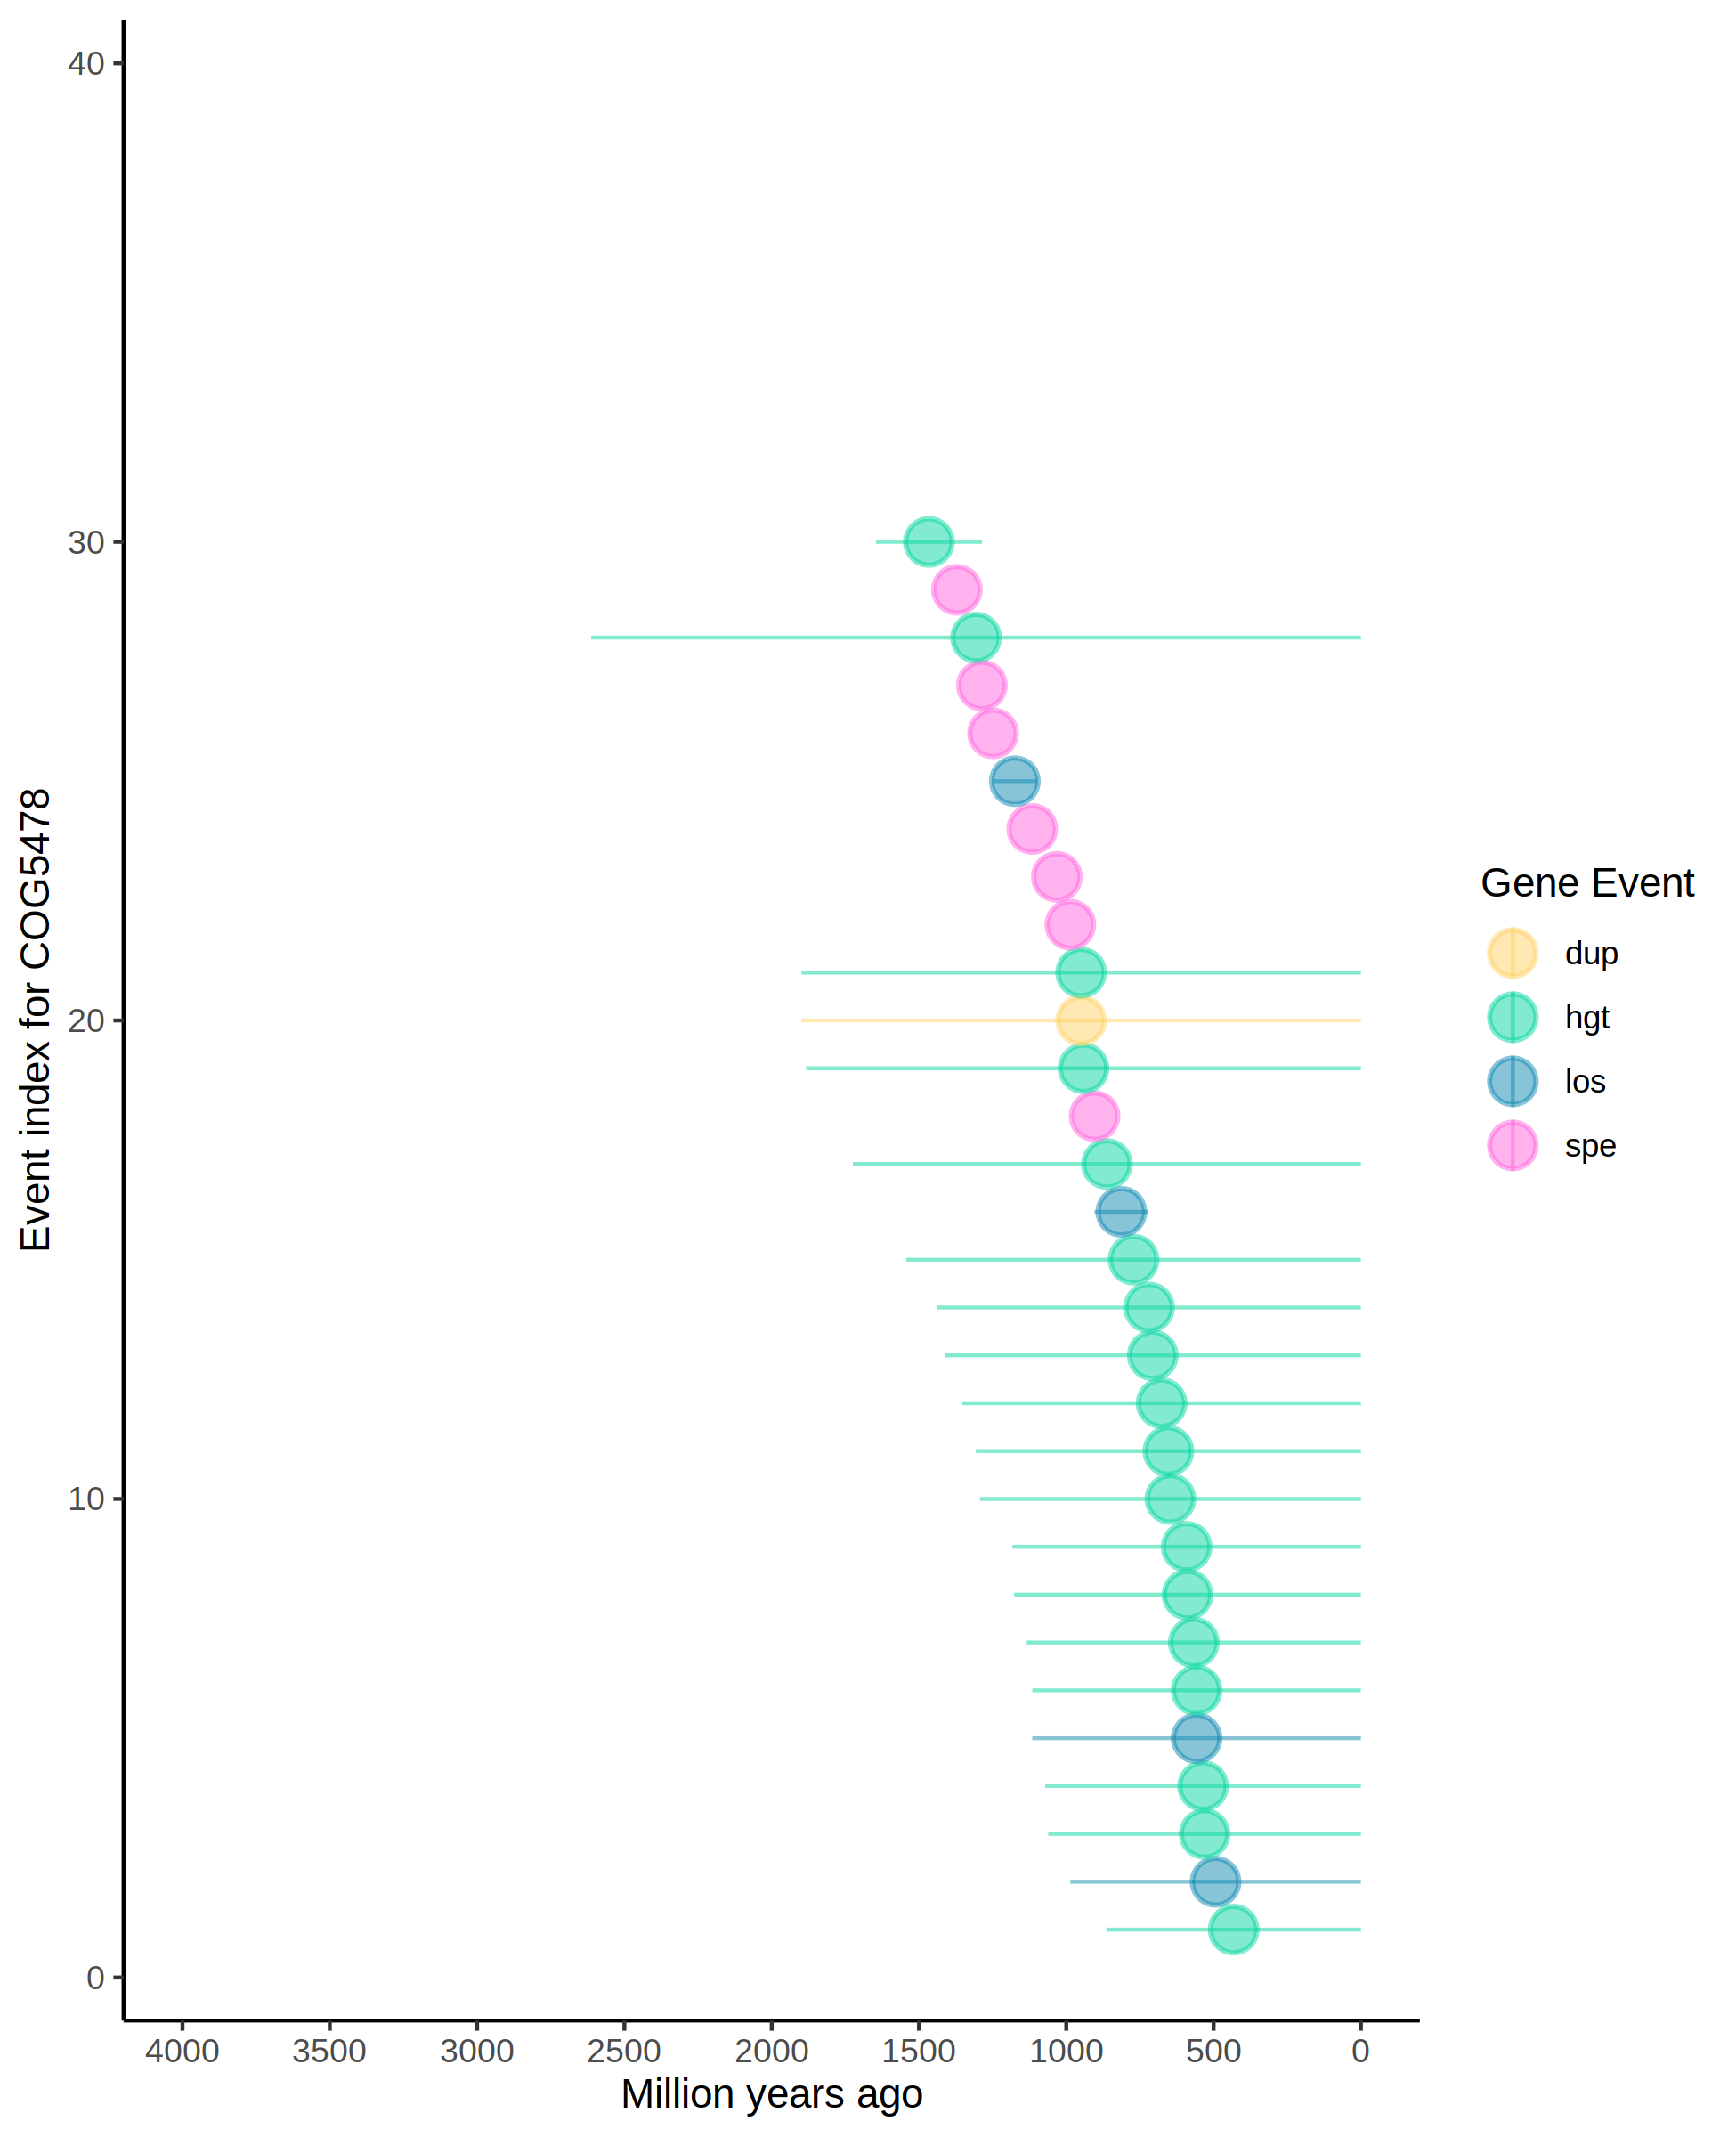 40
30
20
10
0
Event index for COG5478
4000 3500 3000 2500 2000 1500 1000 500 0
Million years ago
Gene Event
dup
hgt
los
spe